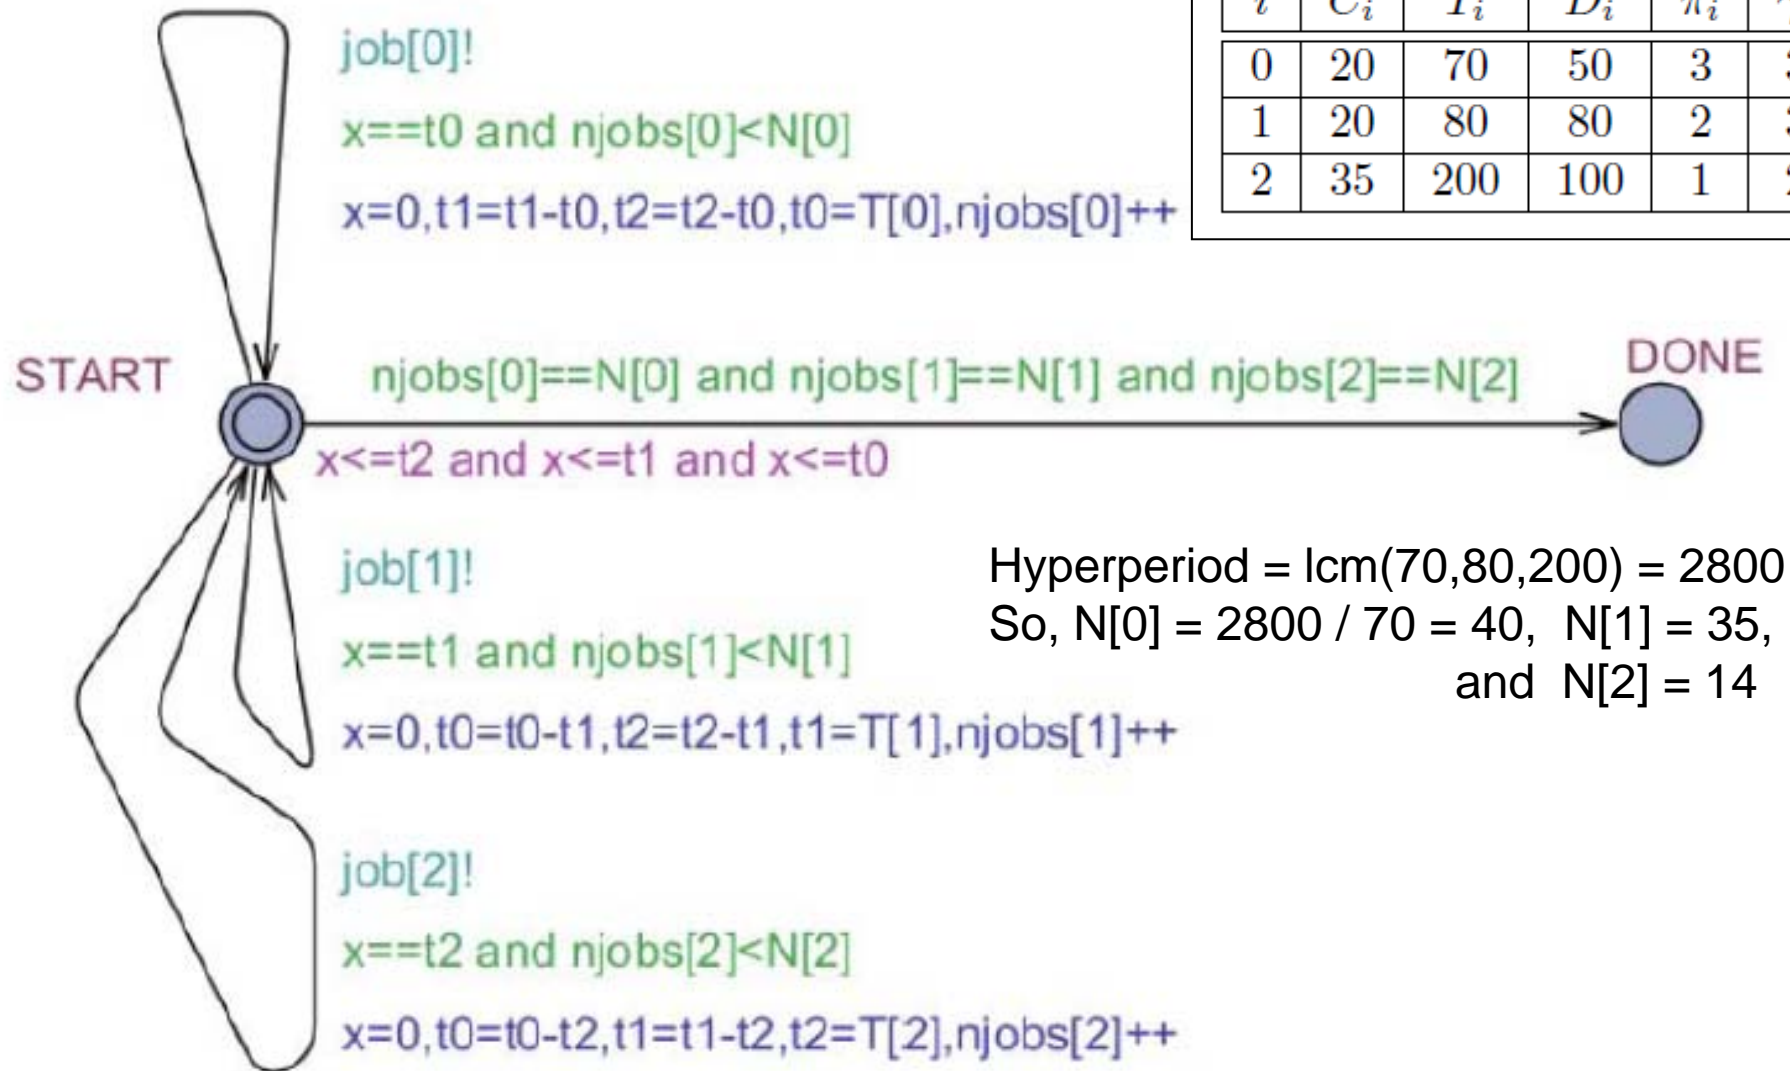 job[0]!
x==t0 and njobs[0]<N[0]
x=0,t1=t1-t0,t2=t2-t0,t0=T[0],njobs[0]++
i C_i T_i D_i π_i
0 20 70 50 3
1 20 80 80 2
2 35 200 100 1
START
njobs[0]==N[0] and njobs[1]==N[1] and njobs[2]==N[2]
DONE
x<=t2 and x<=t1 and x<=t0
job[1]!
x==t1 and njobs[1]<N[1]
x=0,t0=t0-t1,t2=t2-t1,t1=T[1],njobs[1]++
Hyperperiod = lcm(70,80,200) = 2800
So, N[0] = 2800 / 70 = 40, N[1] = 35,
and N[2] = 14
job[2]!
x==t2 and njobs[2]<N[2]
x=0,t0=t0-t2,t1=t1-t2,t2=T[2],njobs[2]++